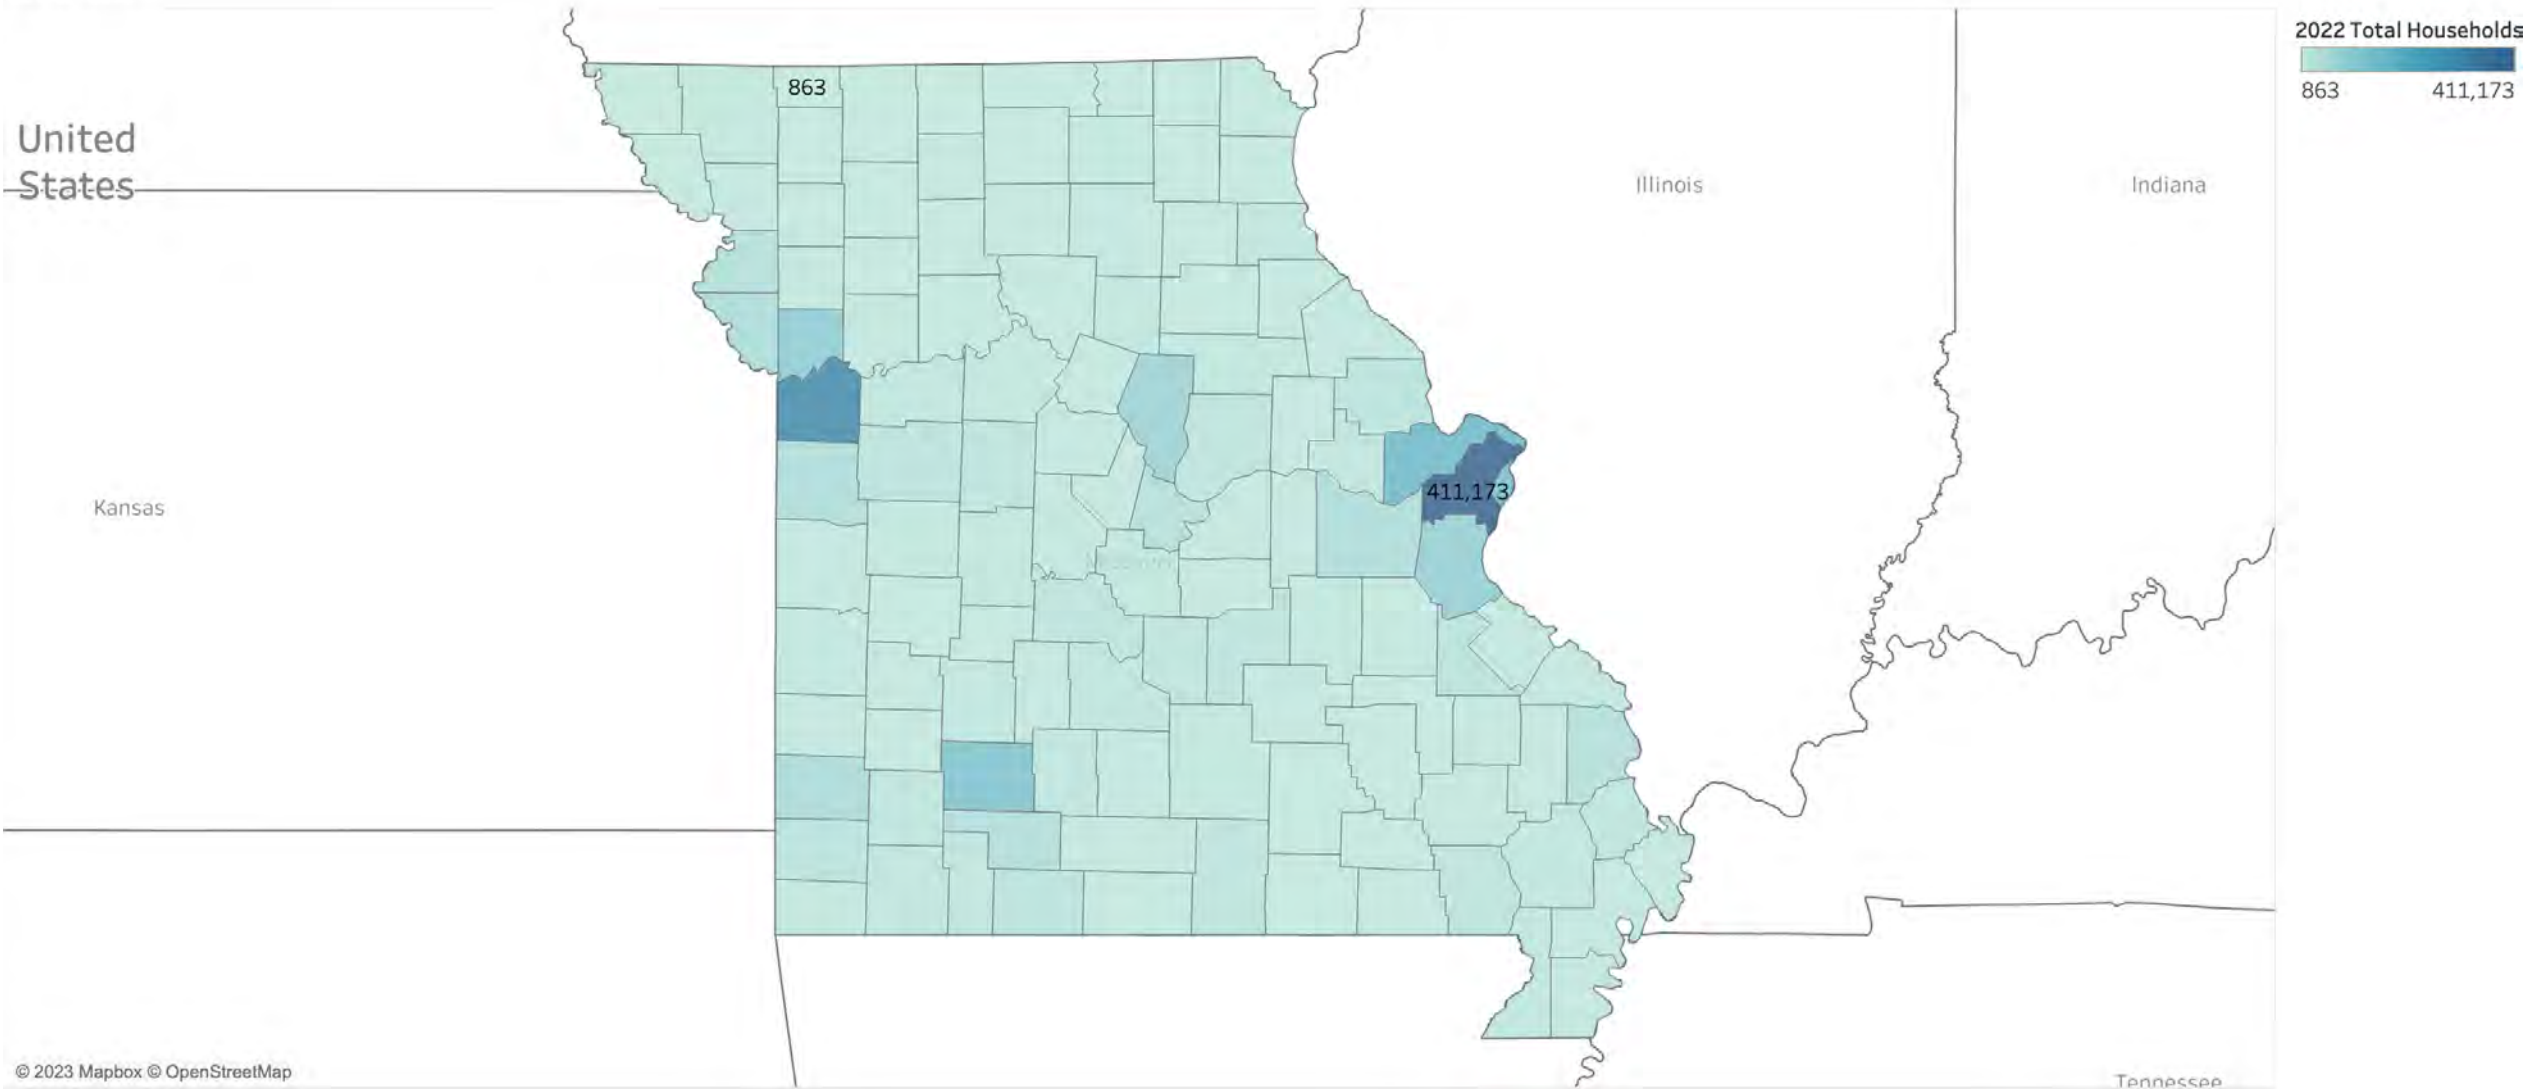 2022 Total Households
863
411,173
863
United
States
Illinois
Indiana
411,173
Kansas
© 2023 Mapbox © OpenStreetMap
Tennessee